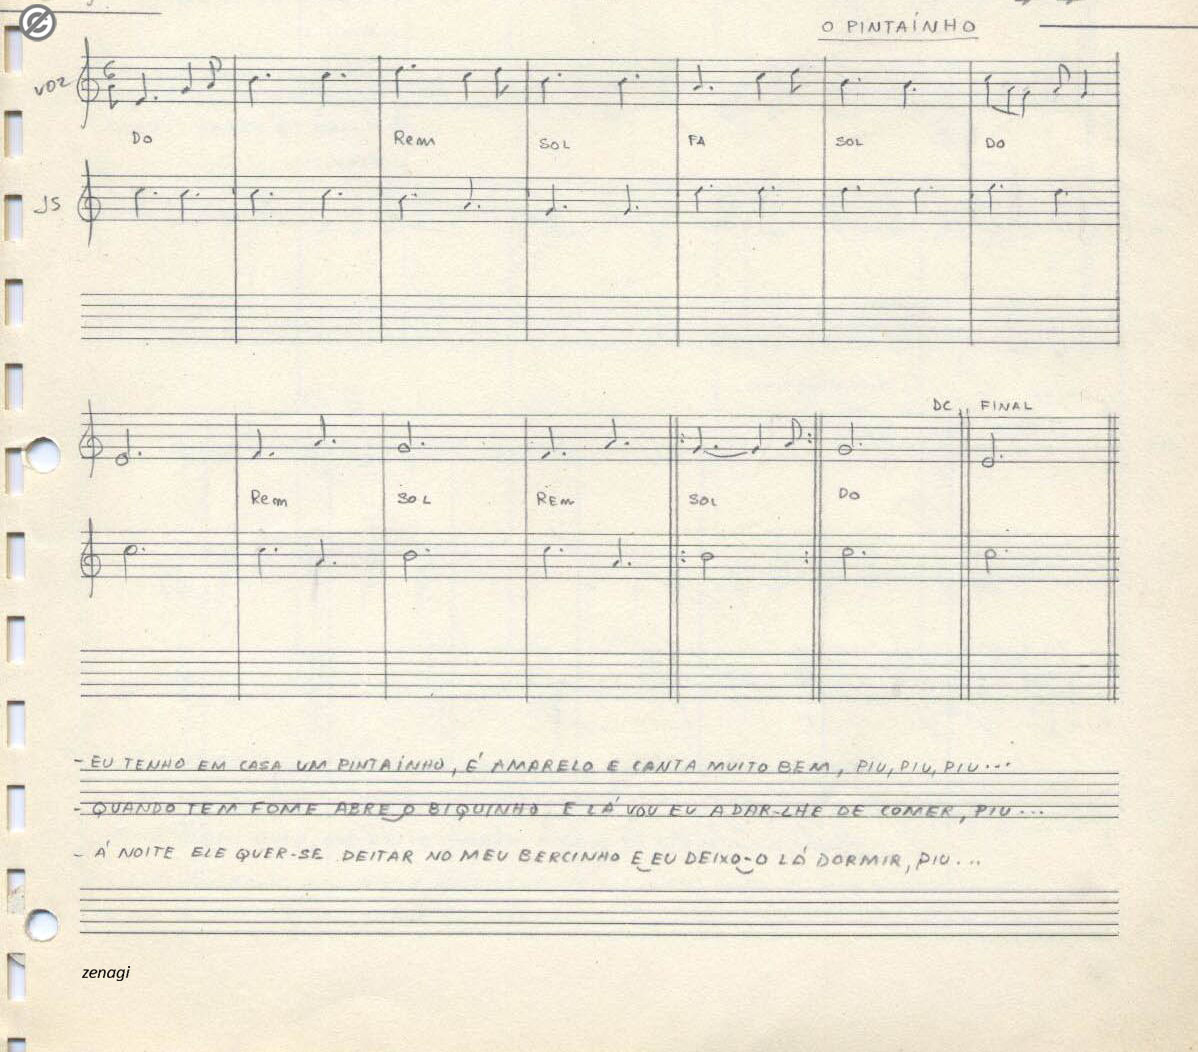 O PINTAÍNHO
VOZ
Do Rem SOL FA SOL DO
JS
DC FINAL
Rem SOL REm SOL DO
- EU TENHO EM CASA UM PINTAÍNHO, É AMARELO E CANTA MUITO BEM, PIU, PIU, PIU...
- QUANDO TEM FOME ABRE O BIQUINHO E LÁ VOU EU A DAR-LHE DE COMER, PIU...
- Á NOITE ELE QUER-SE DEITAR NO MEU BERCINHO E EU DEIXO-O LÁ DORMIR, PIU...
zenagi